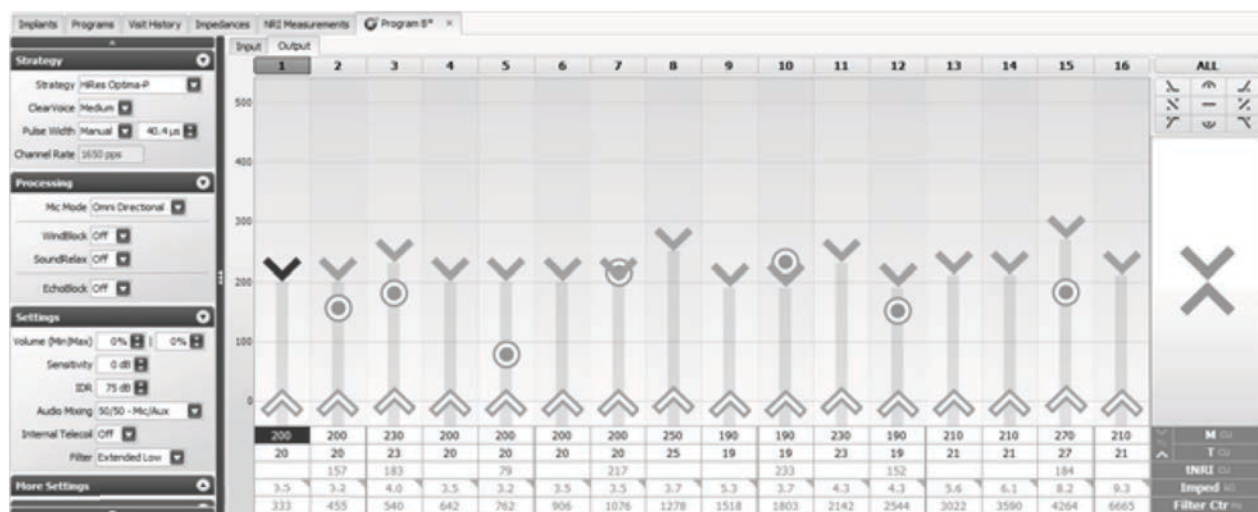 Implants Programs Visit History Impedances NRI Measurements Program 8* ×
Strategy
Strategy HiRes Optima-P
ClearVoice Medium
Pulse Width Manual 40.4 µs
Channel Rate 1650 pps
Processing
Mic Mode Omni Directional
WindBlock Off
SoundRelax Off
EchoBlock Off
Settings
Volume (Min|Max) 0% | 0%
Sensitivity 0 dB
IDR 75 dB
Audio Mixing 50/50 - Mic/Aux
Internal Telecoil Off
Filter Extended Low
More Settings
Input Output
1 2 3 4 5 6 7 8 9 10 11 12 13 14 15 16 ALL
500
400
300
200
100
0
200 200 230 200 200 200 200 250 190 190 230 190 210 210 270 210 M CU
20 20 23 20 20 20 20 25 19 19 23 19 21 21 27 21 T CU
157 183 79 217 233 152 184 tNRI CU
3.5 3.2 4.0 3.5 3.2 3.5 3.5 3.7 5.3 3.7 4.3 4.3 5.6 6.1 8.2 9.3 Imped kΩ
333 455 540 642 762 906 1076 1278 1518 1803 2142 2544 3022 3590 4264 6665 Filter Ctr Hz